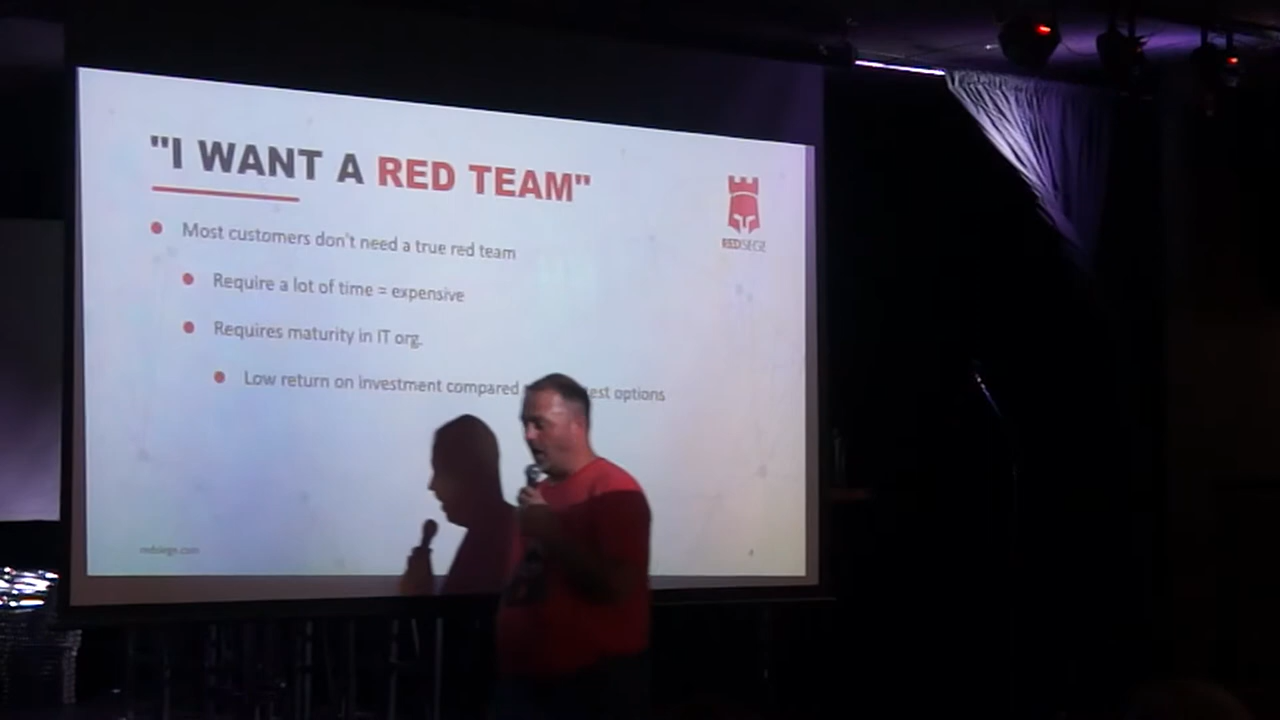 "I WANT A RED TEAM"
REDSIEGE
Most customers don't need a true red team
Require a lot of time = expensive
Requires maturity in IT org.
Low return on investment compared test options
redsiege.com